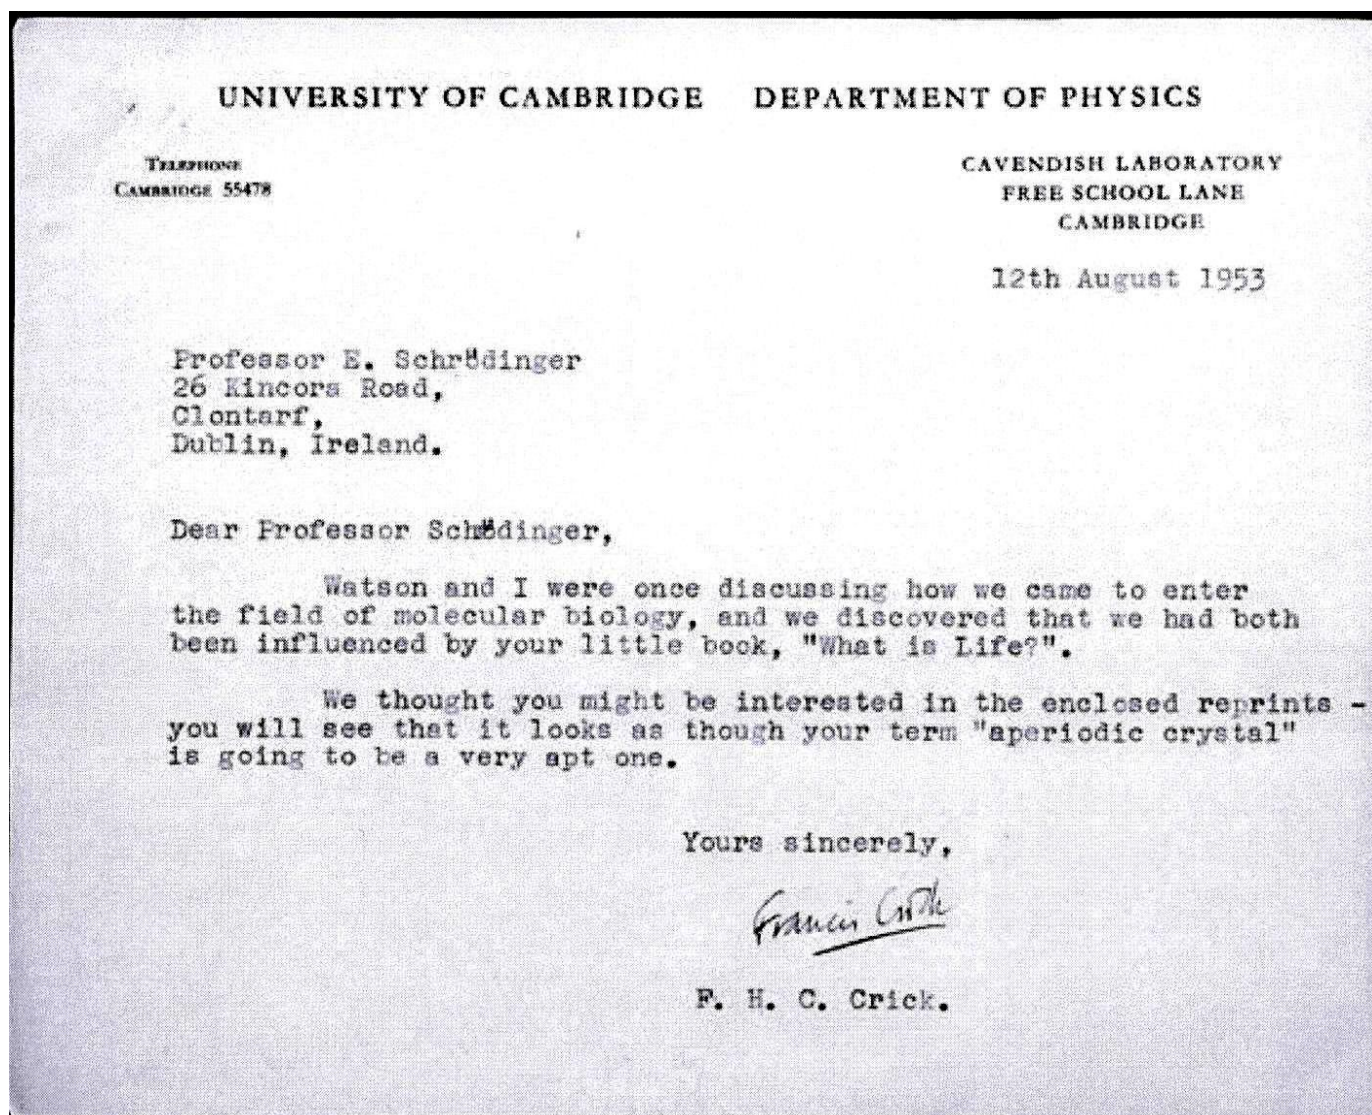 UNIVERSITY OF CAMBRIDGE DEPARTMENT OF PHYSICS
TELEPHONE
CAMBRIDGE 55478
CAVENDISH LABORATORY
FREE SCHOOL LANE
CAMBRIDGE
12th August 1953
Professor E. Schrödinger
26 Kincora Road,
Clontarf,
Dublin, Ireland.
Dear Professor Schödinger,
Watson and I were once discussing how we came to enter
the field of molecular biology, and we discovered that we had both
been influenced by your little book, "What is Life?".
We thought you might be interested in the enclosed reprints -
you will see that it looks as though your term "aperiodic crystal"
is going to be a very apt one.
Yours sincerely,
Francis Crick
F. H. C. Crick.